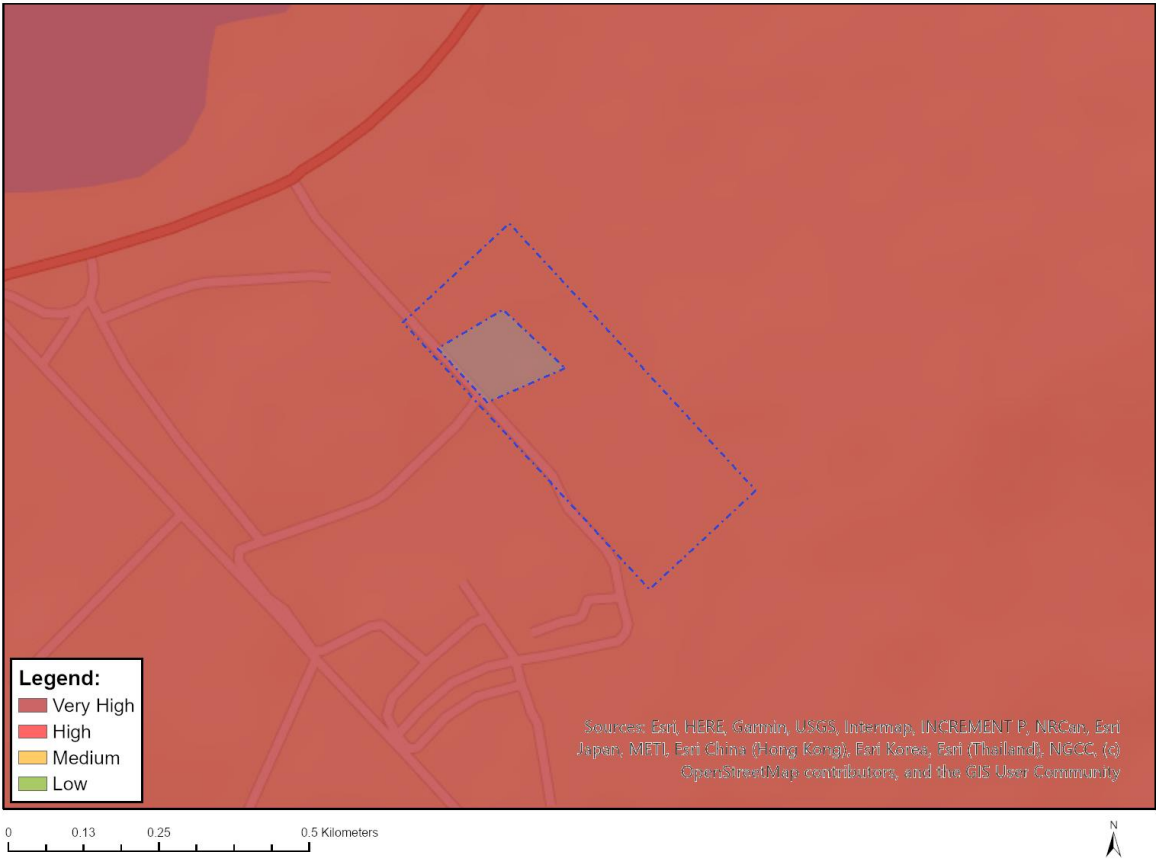 Legend:
Very High
High
Medium
Low
Sources: Esri, HERE, Garmin, USGS, Intermap, INCREMENT P, NRCan, Esri
Japan, METI, Esri China (Hong Kong), Esri Korea, Esri (Thailand), NGCC, (c)
OpenStreetMap contributors, and the GIS User Community
0 0.13 0.25 0.5 Kilometers
N